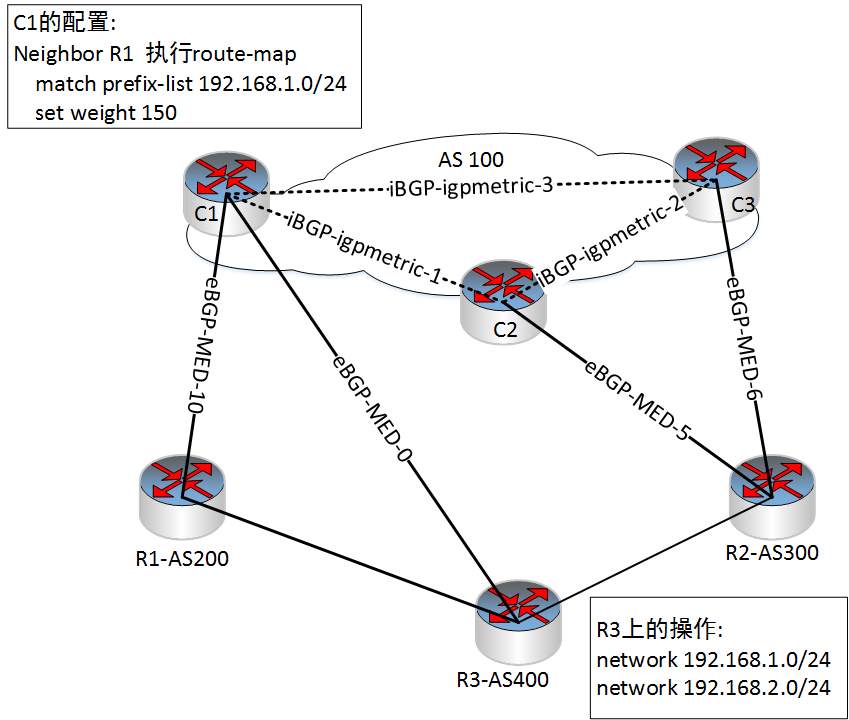 C1的配置:
Neighbor R1 执行route-map
match prefix-list 192.168.1.0/24
set weight 150
AS 100
iBGP-igpmetric-3
C1
C3
iBGP-igpmetric-1
iBGP-igpmetric-2
C2
eBGP-MED-10
eBGP-MED-0
eBGP-MED-5
eBGP-MED-6
R1-AS200
R2-AS300
R3-AS400
R3上的操作:
network 192.168.1.0/24
network 192.168.2.0/24